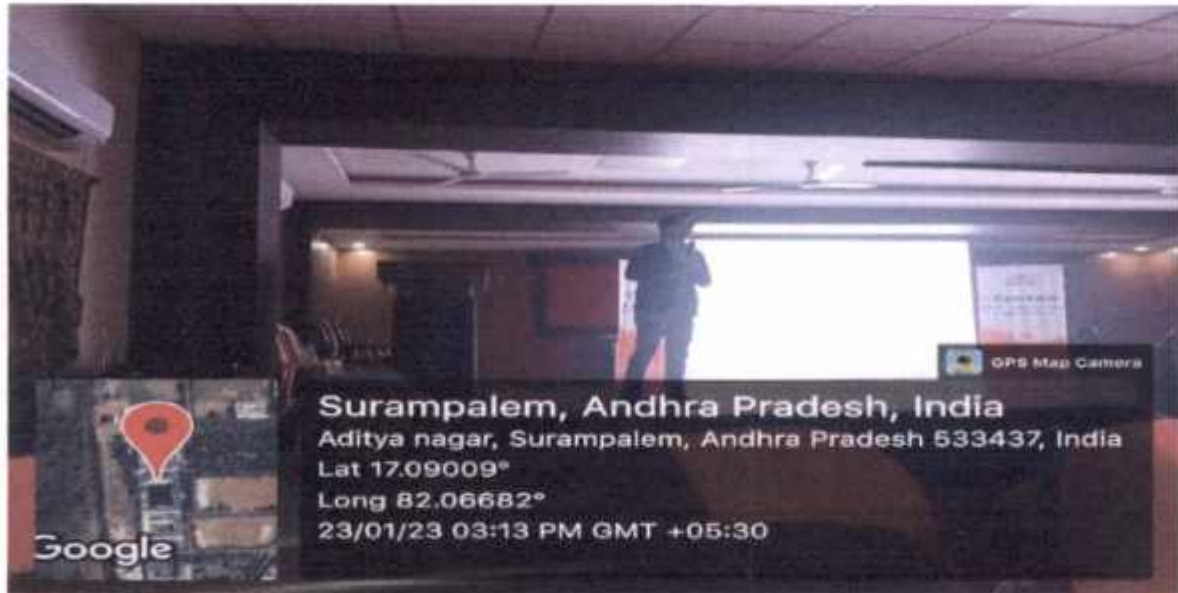 GPS Map Camera
Surampalem, Andhra Pradesh, India
Aditya nagar, Surampalem, Andhra Pradesh 533437, India
Lat 17.09009°
Long 82.06682°
23/01/23 03:13 PM GMT +05:30
Google